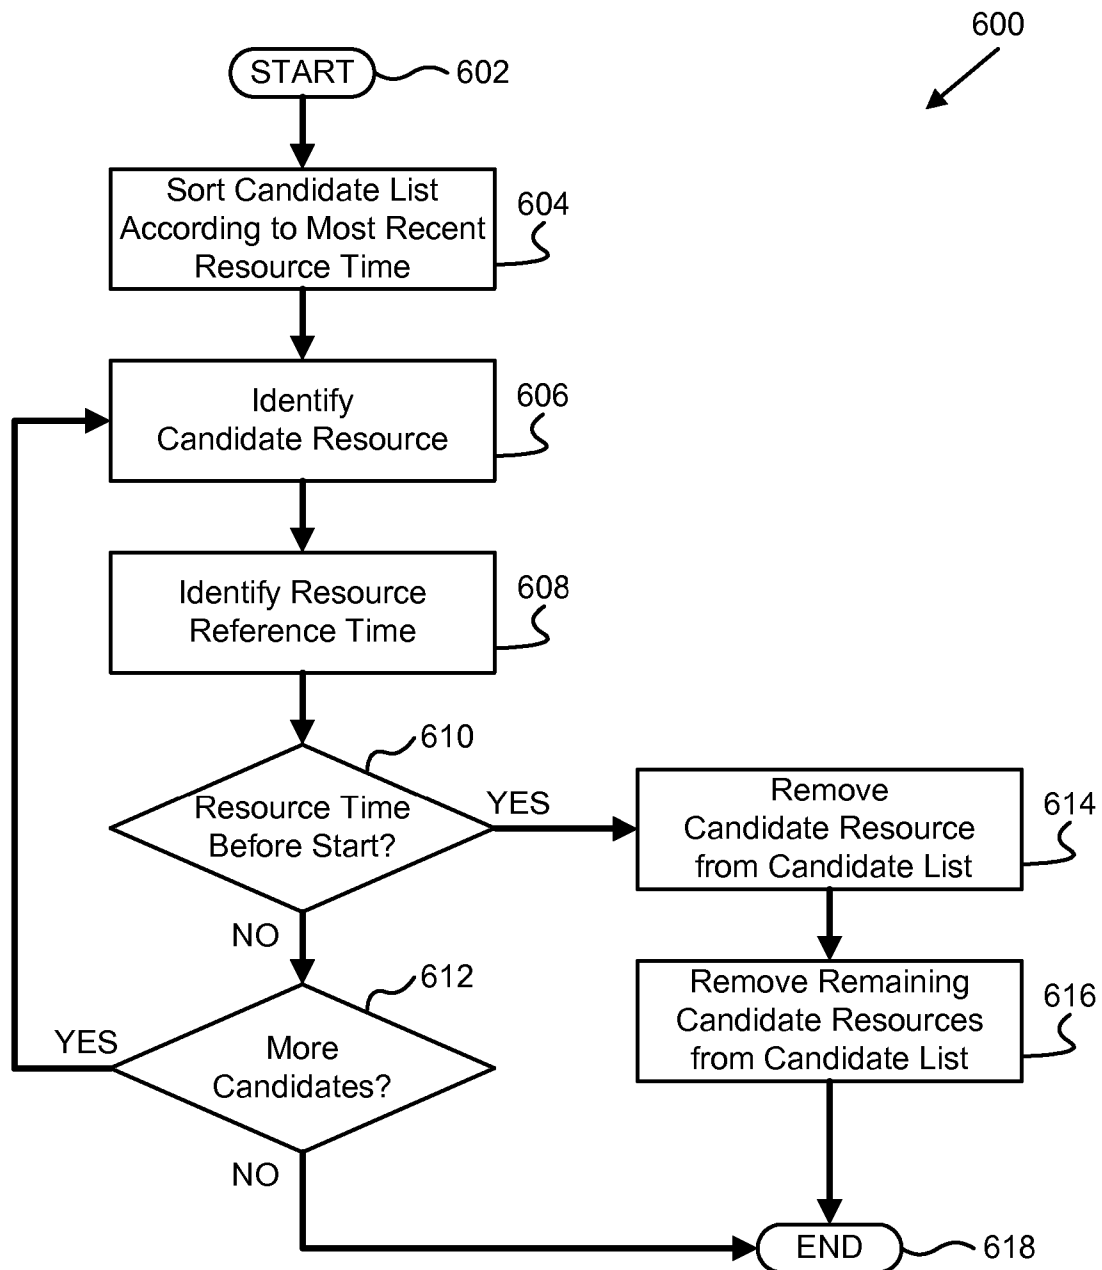 600
START
602
Sort Candidate List
According to Most Recent
Resource Time
604
Identify
Candidate Resource
606
Identify Resource
Reference Time
608
Resource Time
Before Start?
610
YES
NO
Remove
Candidate Resource
from Candidate List
614
More
Candidates?
612
YES
NO
Remove Remaining
Candidate Resources
from Candidate List
616
END
618